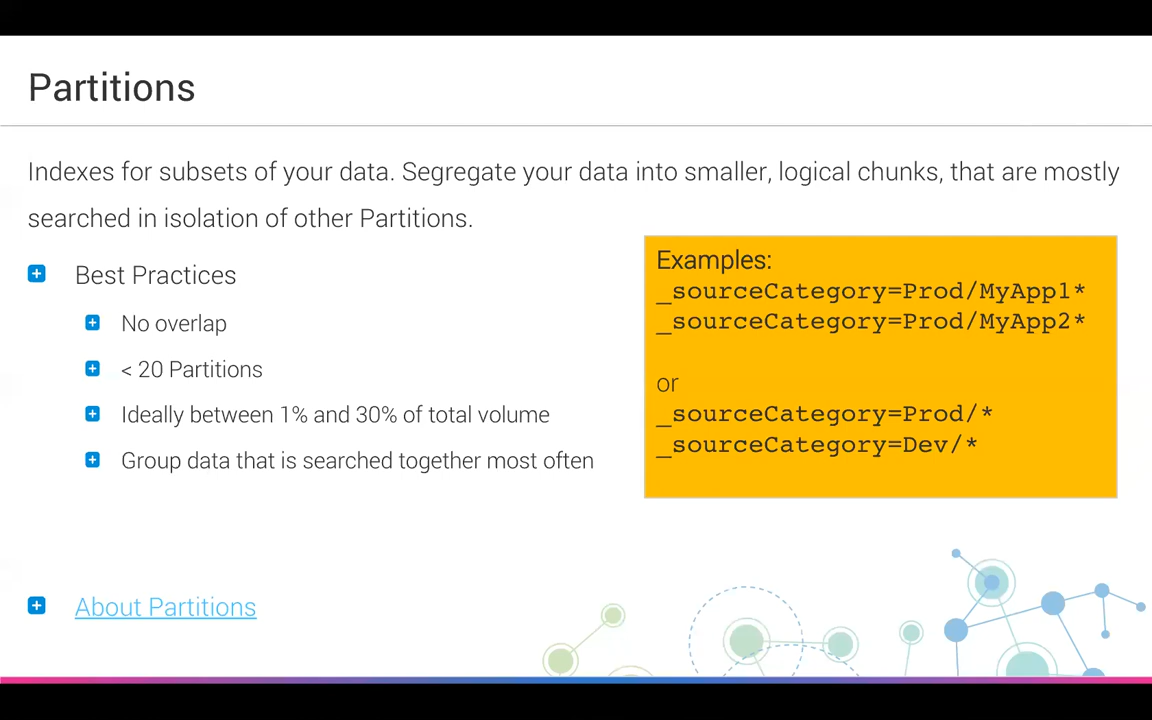 Partitions
Indexes for subsets of your data. Segregate your data into smaller, logical chunks, that are mostly
searched in isolation of other Partitions.
Best Practices
No overlap
< 20 Partitions
Ideally between 1% and 30% of total volume
Group data that is searched together most often
Examples:
_sourceCategory=Prod/MyApp1*
_sourceCategory=Prod/MyApp2*
or
_sourceCategory=Prod/*
_sourceCategory=Dev/*
About Partitions